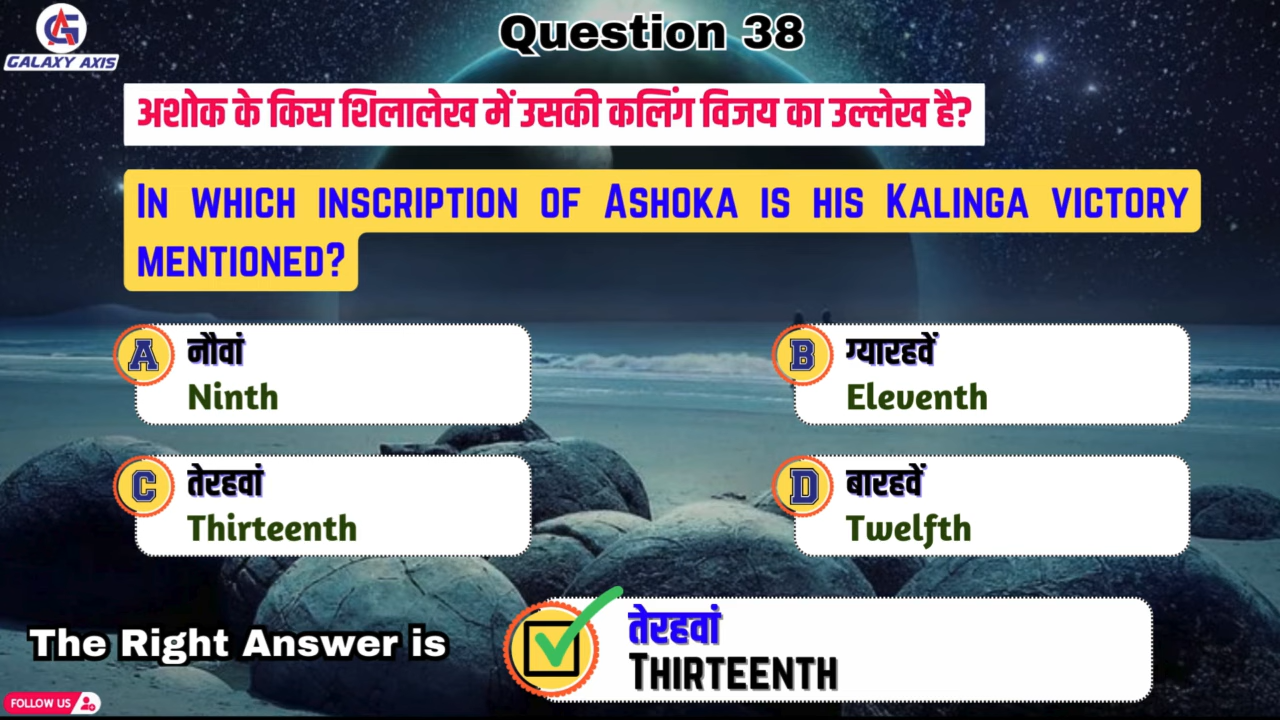 GALAXY AXIS
Question 38
अशोक के किस शिलालेख में उसकी कलिंग विजय का उल्लेख है?
In which inscription of Ashoka is his Kalinga victory
mentioned?
A
नौवां
Ninth
B
ग्यारहवें
Eleventh
C
तेरहवां
Thirteenth
D
बारहवें
Twelfth
The Right Answer is
तेरहवां
Thirteenth
FOLLOW US